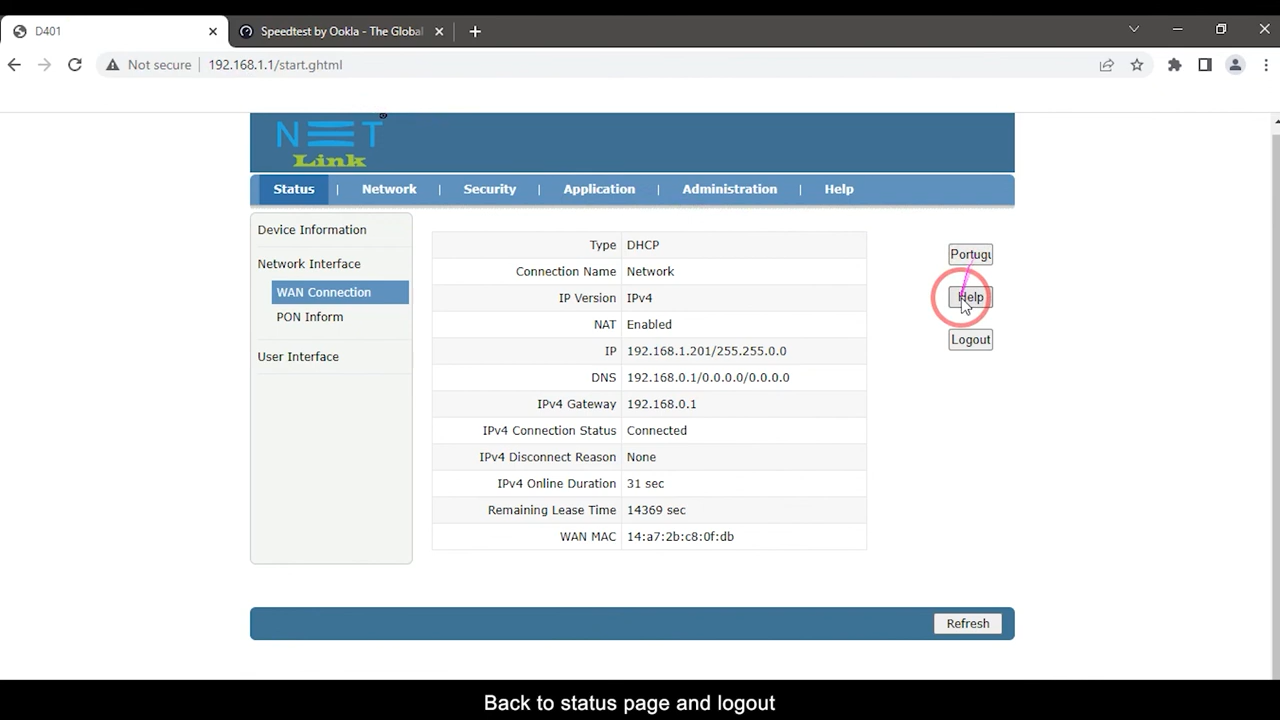 D401
Speedtest by Ookla - The Global
Not secure
192.168.1.1/start.ghtml
NET
Link
Status | Network | Security | Application | Administration | Help
Device Information
Network Interface
WAN Connection
PON Inform
User Interface
Type DHCP
Connection Name Network
IP Version IPv4
NAT Enabled
IP 192.168.1.201/255.255.0.0
DNS 192.168.0.1/0.0.0.0/0.0.0.0
IPv4 Gateway 192.168.0.1
IPv4 Connection Status Connected
IPv4 Disconnect Reason None
IPv4 Online Duration 31 sec
Remaining Lease Time 14369 sec
WAN MAC 14:a7:2b:c8:0f:db
Portugu
Help
Logout
Refresh
Back to status page and logout